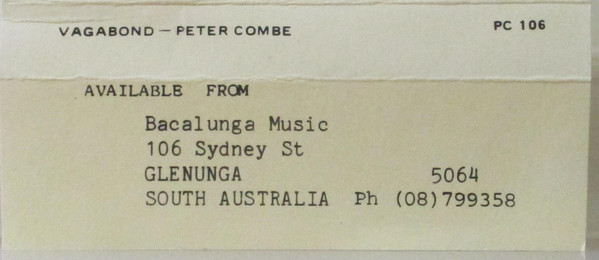 VAGABOND — PETER COMBE PC 106
AVAILABLE FROM
Bacalunga Music
106 Sydney St
GLENUNGA 5064
SOUTH AUSTRALIA Ph (08)799358